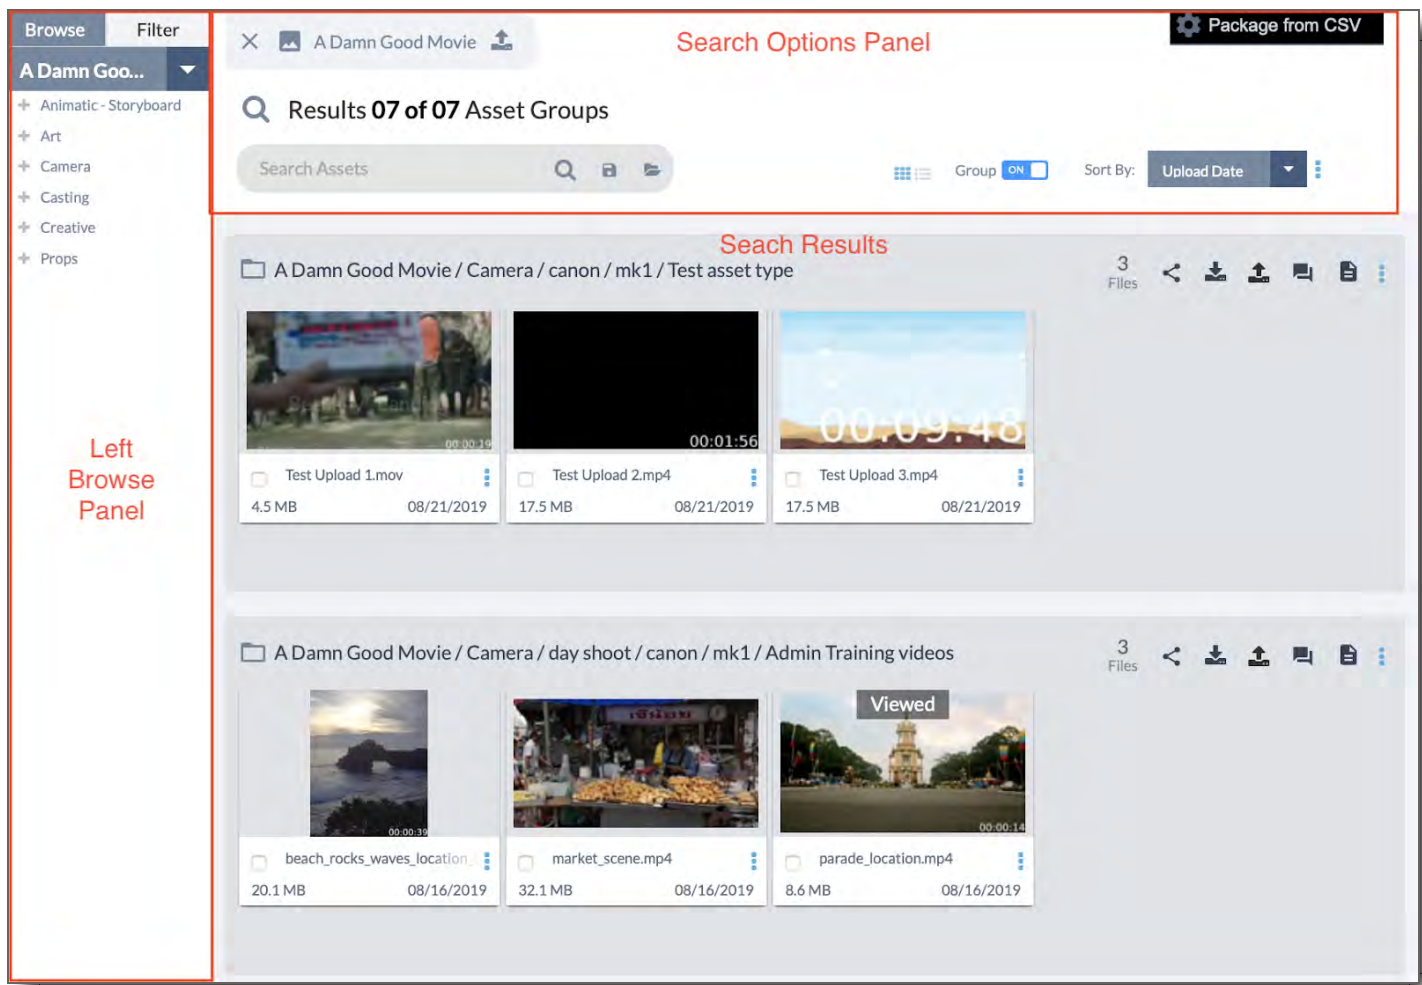 Browse
Filter
A Damn Goo...
Animatic - Storyboard
Art
Camera
Casting
Creative
Props
Left
Browse
Panel
A Damn Good Movie
Search Options Panel
Package from CSV
Results 07 of 07 Asset Groups
Search Assets
Group ON
Sort By: Upload Date
Seach Results
A Damn Good Movie / Camera / canon / mk1 / Test asset type
3
Files
00:00:19
00:01:56
00:09:48
Test Upload 1.mov
4.5 MB 08/21/2019
Test Upload 2.mp4
17.5 MB 08/21/2019
Test Upload 3.mp4
17.5 MB 08/21/2019
A Damn Good Movie / Camera / day shoot / canon / mk1 / Admin Training videos
3
Files
00:00:39
Viewed
00:00:14
beach_rocks_waves_location_
20.1 MB 08/16/2019
market_scene.mp4
32.1 MB 08/16/2019
parade_location.mp4
8.6 MB 08/16/2019